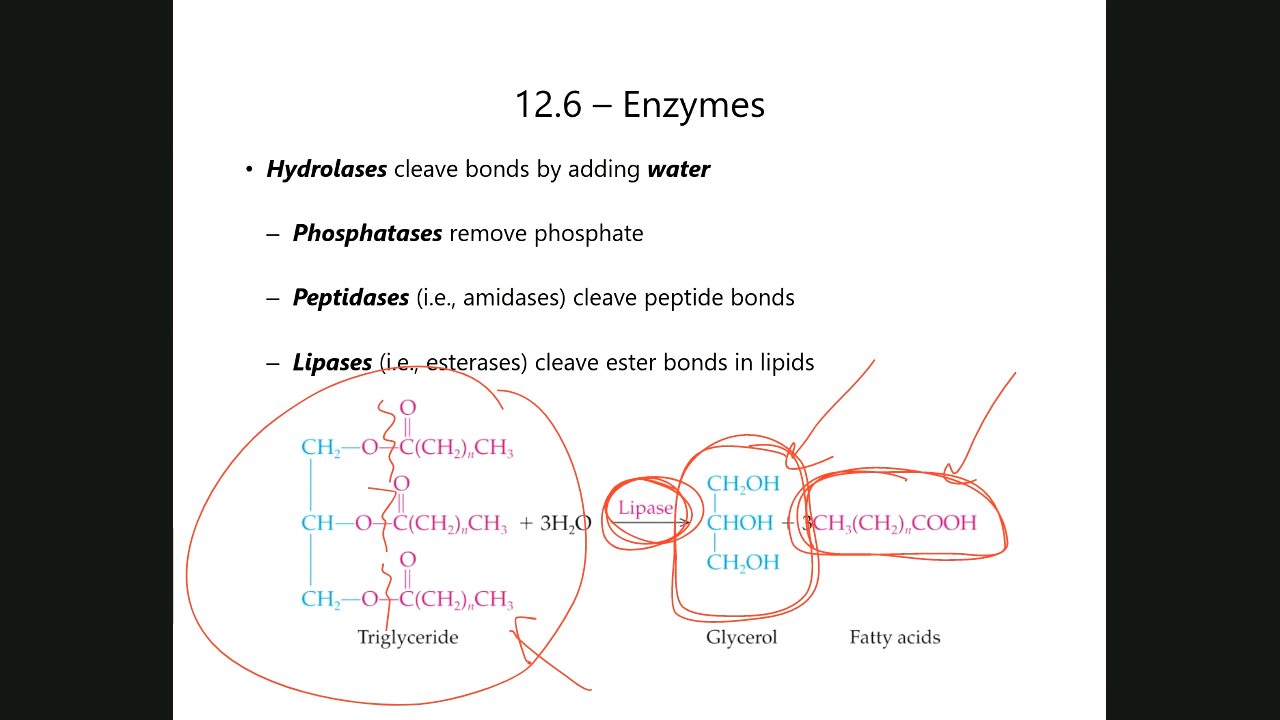 12.6 – Enzymes
• Hydrolases cleave bonds by adding water
– Phosphatases remove phosphate
– Peptidases (i.e., amidases) cleave peptide bonds
– Lipases (i.e., esterases) cleave ester bonds in lipids
O
CH₂—O—C(CH₂)ₙCH₃
O
CH—O—C(CH₂)ₙCH₃ + 3H₂O
O
CH₂—O—C(CH₂)ₙCH₃
Triglyceride
Lipase
CH₂OH
CHOH + 3CH₃(CH₂)ₙCOOH
CH₂OH
Glycerol
Fatty acids